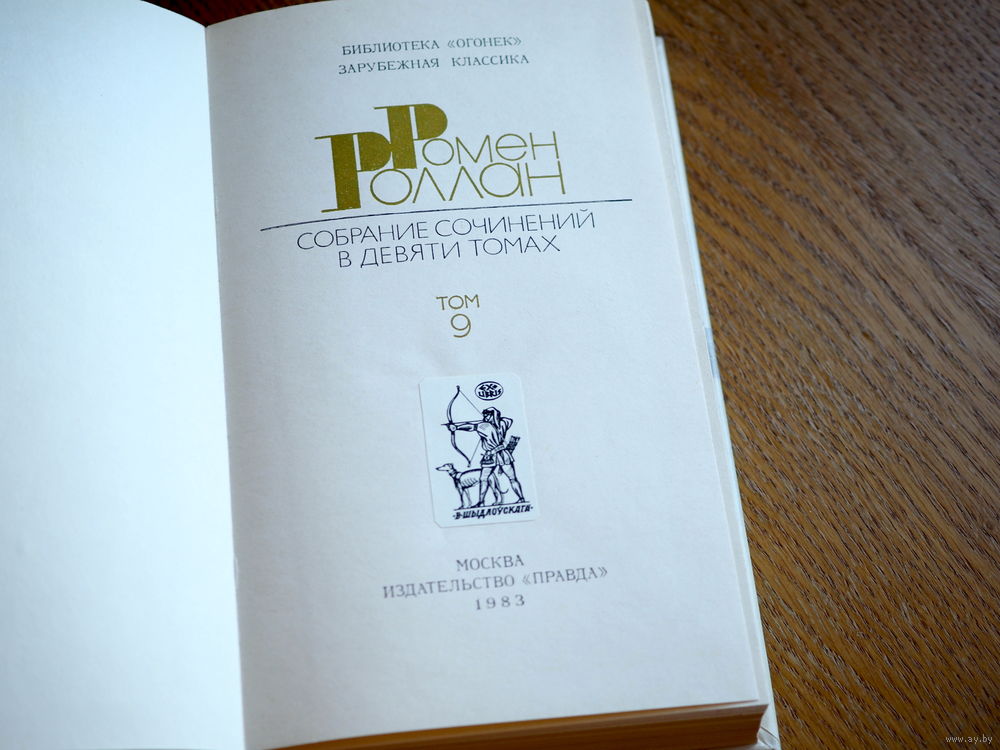 БИБЛИОТЕКА «ОГОНЕК»
ЗАРУБЕЖНАЯ КЛАССИКА
РОМЕН
РОЛЛАН
СОБРАНИЕ СОЧИНЕНИЙ
В ДЕВЯТИ ТОМАХ
ТОМ
9
EX
LIBRIS
В·ШЫДЛОЎСКАГА·
МОСКВА
ИЗДАТЕЛЬСТВО «ПРАВДА»
1983
www.ay.by